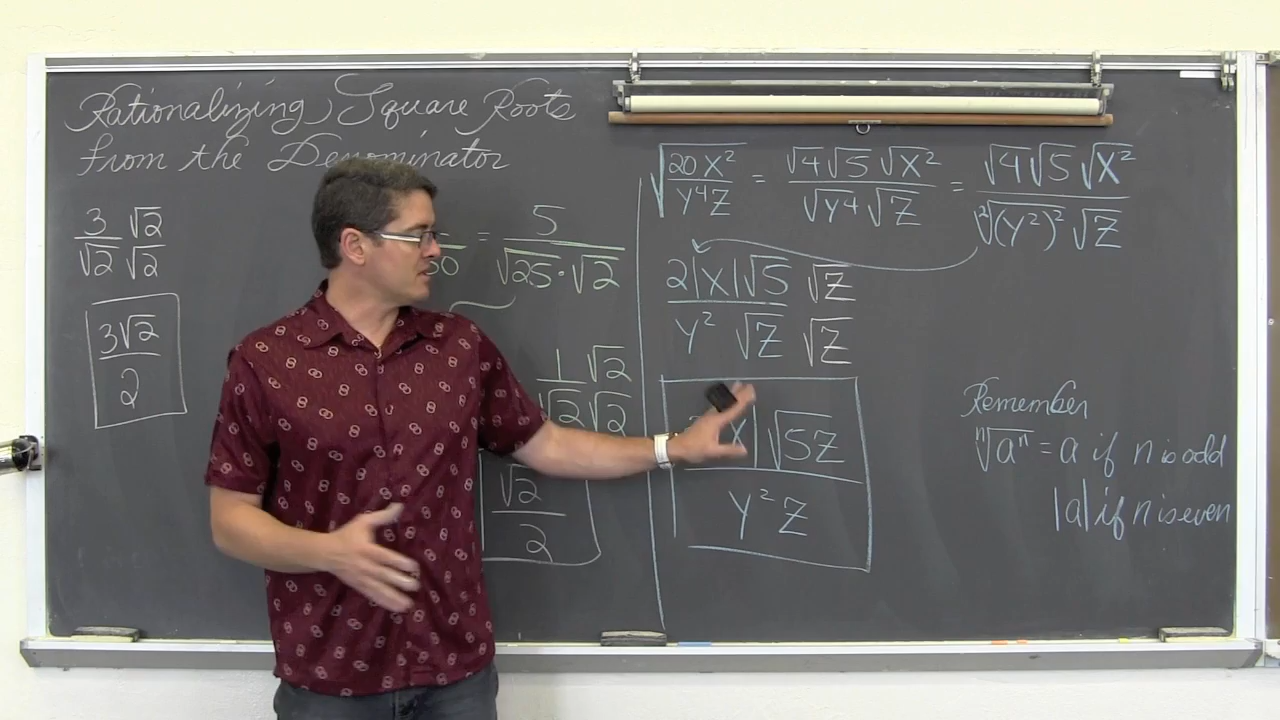 Rationalizing Square Roots
from the Denominator
3/√2 √2/√2
3√2/2
= 5/(√25·√2)
1/√2 √2/√2
√2/2
√(20X²/Y⁴Z) = √4√5√X²/(√Y⁴√Z) = √4√5√X²/(²√(Y²)²√Z)
2|X|√5/(Y²√Z) √Z/√Z
X|√5Z/(Y²Z)
Remember
ⁿ√aⁿ = a if n is odd
|a| if n is even